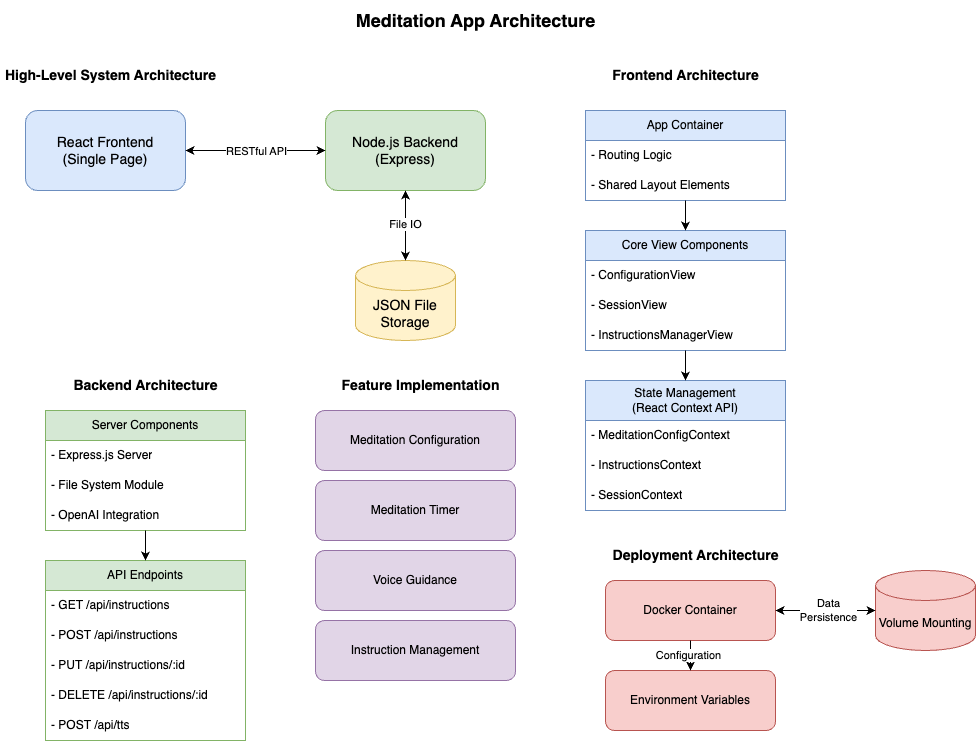 Meditation App Architecture
High-Level System Architecture
React Frontend
(Single Page)
RESTful API
Node.js Backend
(Express)
File IO
JSON File
Storage
Frontend Architecture
App Container
- Routing Logic
- Shared Layout Elements
Core View Components
- ConfigurationView
- SessionView
- InstructionsManagerView
State Management
(React Context API)
- MeditationConfigContext
- InstructionsContext
- SessionContext
Backend Architecture
Server Components
- Express.js Server
- File System Module
- OpenAI Integration
API Endpoints
- GET /api/instructions
- POST /api/instructions
- PUT /api/instructions/:id
- DELETE /api/instructions/:id
- POST /api/tts
Feature Implementation
Meditation Configuration
Meditation Timer
Voice Guidance
Instruction Management
Deployment Architecture
Docker Container
Data
Persistence
Volume Mounting
Configuration
Environment Variables